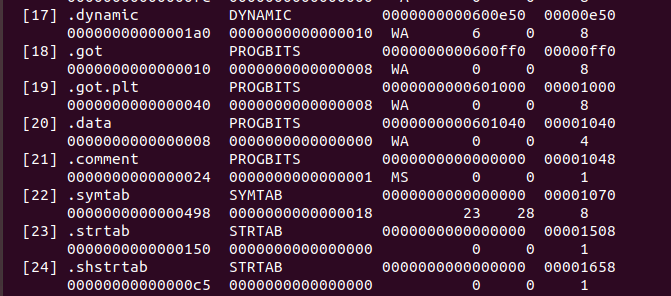 [17] .dynamic          DYNAMIC          0000000000600e50  00000e50
00000000000001a0  0000000000000010  WA       6     0     8
[18] .got              PROGBITS         0000000000600ff0  00000ff0
0000000000000010  0000000000000008  WA       0     0     8
[19] .got.plt          PROGBITS         0000000000601000  00001000
0000000000000040  0000000000000008  WA       0     0     8
[20] .data             PROGBITS         0000000000601040  00001040
0000000000000008  0000000000000000  WA       0     0     4
[21] .comment          PROGBITS         0000000000000000  00001048
0000000000000024  0000000000000001  MS       0     0     1
[22] .symtab           SYMTAB           0000000000000000  00001070
0000000000000498  0000000000000018          23    28     8
[23] .strtab           STRTAB           0000000000000000  00001508
0000000000000150  0000000000000000           0     0     1
[24] .shstrtab         STRTAB           0000000000000000  00001658
00000000000000c5  0000000000000000           0     0     1